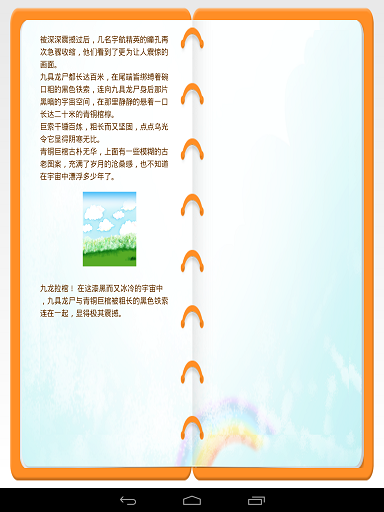 被深深震撼过后，几名宇航精英的瞳孔再
次急骤收缩，他们看到了更为让人震惊的
画面。
九具龙尸都长达百米，在尾端皆绑缚着碗
口粗的黑色铁索，连向九具龙尸身后那片
黑暗的宇宙空间，在那里静静的悬着一口
长达二十米的青铜棺椁。
巨索千锤百炼，粗长而又坚固，点点乌光
令它显得阴寒无比。
青铜巨棺古朴无华，上面有一些模糊的古
老图案，充满了岁月的沧桑感，也不知道
在宇宙中漂浮多少年了。
九龙拉棺！ 在这漆黑而又冰冷的宇宙中
，九具龙尸与青铜巨棺被粗长的黑色铁索
连在一起，显得极其震撼。